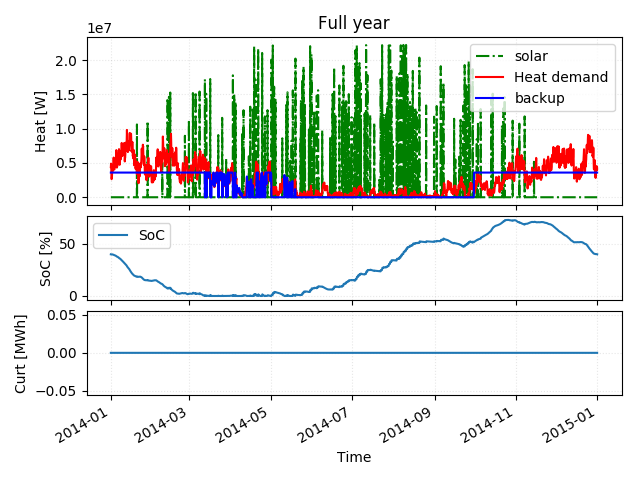 Full year
1e7
Heat [W]
2.0
1.5
1.0
0.5
0.0
solar
Heat demand
backup
SoC [%]
50
0
SoC
Curt [MWh]
0.05
0.00
−0.05
2014-01
2014-03
2014-05
2014-07
2014-09
2014-11
2015-01
Time